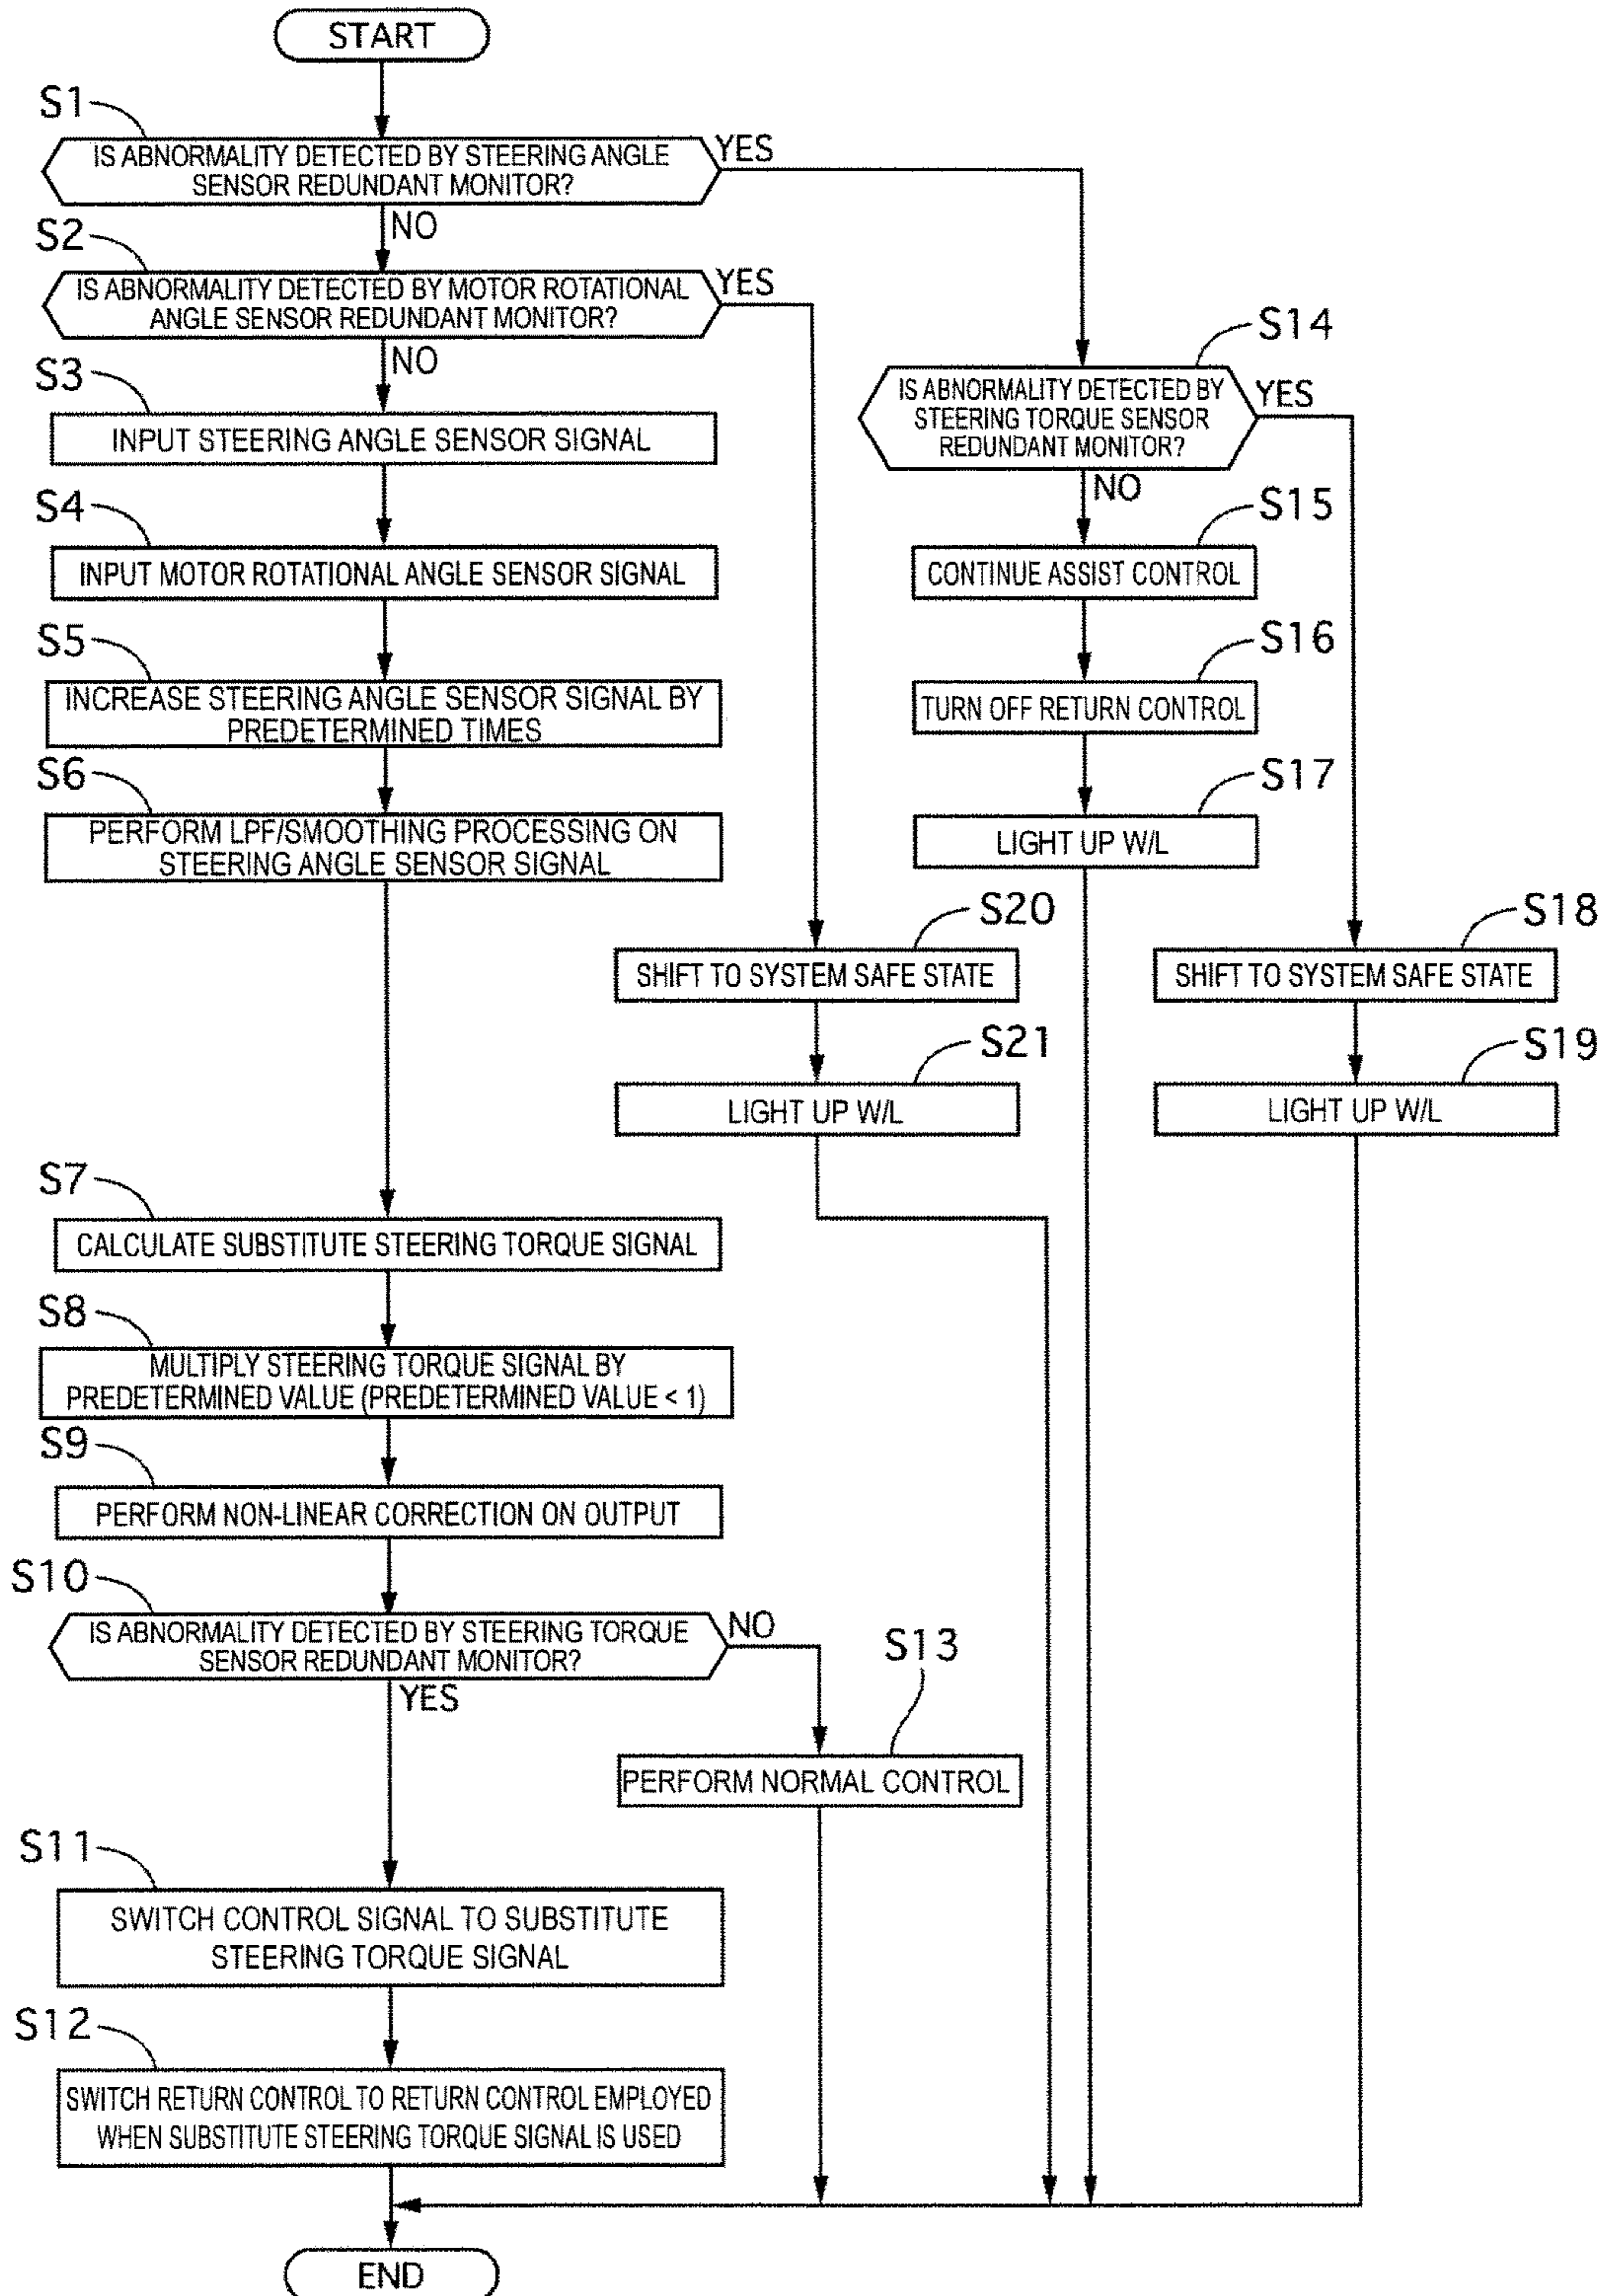 START
S1
IS ABNORMALITY DETECTED BY STEERING ANGLE
SENSOR REDUNDANT MONITOR?
YES
NO
S2
IS ABNORMALITY DETECTED BY MOTOR ROTATIONAL
ANGLE SENSOR REDUNDANT MONITOR?
YES
NO
S3
INPUT STEERING ANGLE SENSOR SIGNAL
S4
INPUT MOTOR ROTATIONAL ANGLE SENSOR SIGNAL
S5
INCREASE STEERING ANGLE SENSOR SIGNAL BY
PREDETERMINED TIMES
S6
PERFORM LPF/SMOOTHING PROCESSING ON
STEERING ANGLE SENSOR SIGNAL
S14
IS ABNORMALITY DETECTED BY
STEERING TORQUE SENSOR
REDUNDANT MONITOR?
YES
NO
S15
CONTINUE ASSIST CONTROL
S16
TURN OFF RETURN CONTROL
S17
LIGHT UP W/L
S20
SHIFT TO SYSTEM SAFE STATE
S21
LIGHT UP W/L
S18
SHIFT TO SYSTEM SAFE STATE
S19
LIGHT UP W/L
S7
CALCULATE SUBSTITUTE STEERING TORQUE SIGNAL
S8
MULTIPLY STEERING TORQUE SIGNAL BY
PREDETERMINED VALUE (PREDETERMINED VALUE < 1)
S9
PERFORM NON-LINEAR CORRECTION ON OUTPUT
S10
IS ABNORMALITY DETECTED BY STEERING TORQUE
SENSOR REDUNDANT MONITOR?
NO
YES
S13
PERFORM NORMAL CONTROL
S11
SWITCH CONTROL SIGNAL TO SUBSTITUTE
STEERING TORQUE SIGNAL
S12
SWITCH RETURN CONTROL TO RETURN CONTROL EMPLOYED
WHEN SUBSTITUTE STEERING TORQUE SIGNAL IS USED
END